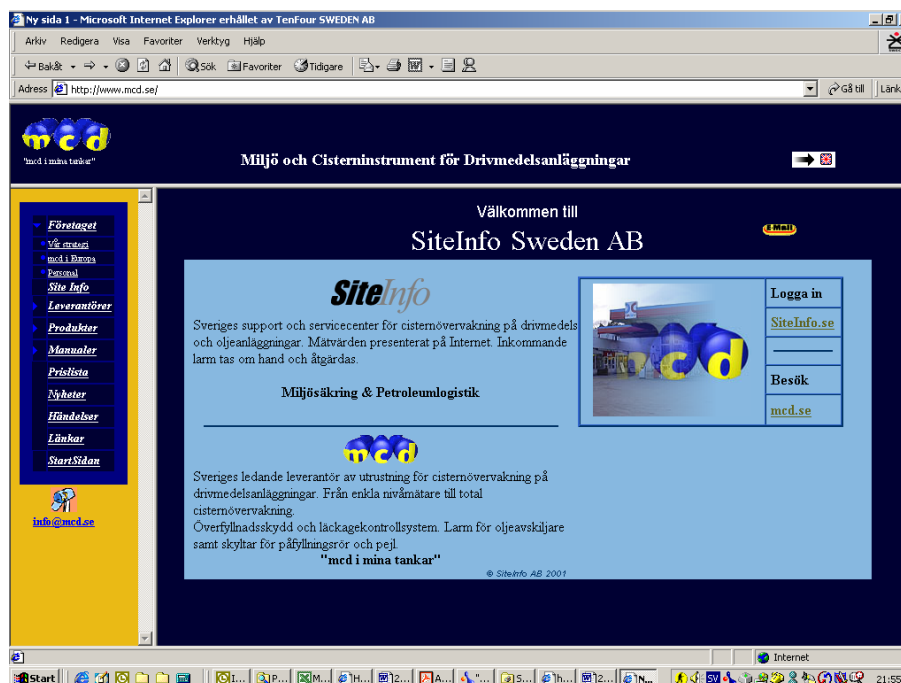 Ny sida 1 - Microsoft Internet Explorer erhållet av TenFour SWEDEN AB
Arkiv Redigera Visa Favoriter Verktyg Hjälp
Bakåt Sök Favoriter Tidigare
Adress http://www.mcd.se/ Gå till Länk
mcd
"mcd i mina tankar"
Miljö och Cisterninstrument för Drivmedelsanläggningar
Företaget
Vår strategi
mcd i Europa
Personal
Site Info
Leverantörer
Produkter
Manualer
Prislista
Nyheter
Händelser
Länkar
StartSidan
info@mcd.se
Välkommen till
SiteInfo Sweden AB
E-Mail
SiteInfo
Sveriges support och servicecenter för cisternövervakning på drivmedels
och oljeanläggningar. Mätvärden presenterat på Internet. Inkommande
larm tas om hand och åtgärdas.
Miljösäkring & Petroleumlogistik
mcd
Sveriges ledande leverantör av utrustning för cisternövervakning på
drivmedelsanläggningar. Från enkla nivåmätare till total
cisternövervakning.
Överfyllnadsskydd och läckagekontrollsystem. Larm för oljeavskiljare
samt skyltar för påfyllningsrör och pejl.
"mcd i mina tankar"
© SiteInfo AB 2001
mcd
Logga in
SiteInfo.se
Besök
mcd.se
Internet
Start I... P... M... H... 2... A... "... S... h... 2... N... SV 21:55